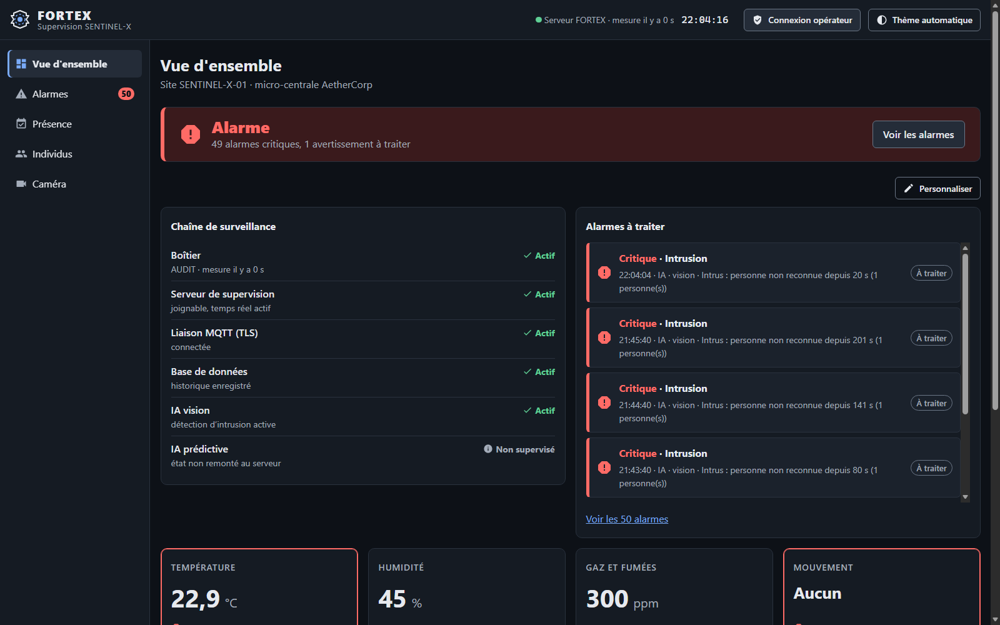 FORTEX
Supervision SENTINEL-X
Serveur FORTEX · mesure il y a 0 s
22:04:16
Connexion opérateur
Thème automatique
Vue d'ensemble
Alarmes
50
Présence
Individus
Caméra
Vue d'ensemble
Site SENTINEL-X-01 · micro-centrale AetherCorp
Alarme
49 alarmes critiques, 1 avertissement à traiter
Voir les alarmes
Personnaliser
Chaîne de surveillance
Boîtier
AUDIT · mesure il y a 0 s
Actif
Serveur de supervision
joignable, temps réel actif
Actif
Liaison MQTT (TLS)
connectée
Actif
Base de données
historique enregistré
Actif
IA vision
détection d’intrusion active
Actif
IA prédictive
état non remonté au serveur
Non supervisé
Alarmes à traiter
Critique · Intrusion
22:04:04 · IA · vision · Intrus : personne non reconnue depuis 20 s (1
personne(s))
À traiter
Critique · Intrusion
21:45:40 · IA · vision · Intrus : personne non reconnue depuis 201 s (1
personne(s))
À traiter
Critique · Intrusion
21:44:40 · IA · vision · Intrus : personne non reconnue depuis 141 s (1
personne(s))
À traiter
Critique · Intrusion
21:43:40 · IA · vision · Intrus : personne non reconnue depuis 80 s (1
personne(s))
À traiter
Voir les 50 alarmes
TEMPÉRATURE
22,9 °C
HUMIDITÉ
45 %
GAZ ET FUMÉES
300 ppm
MOUVEMENT
Aucun